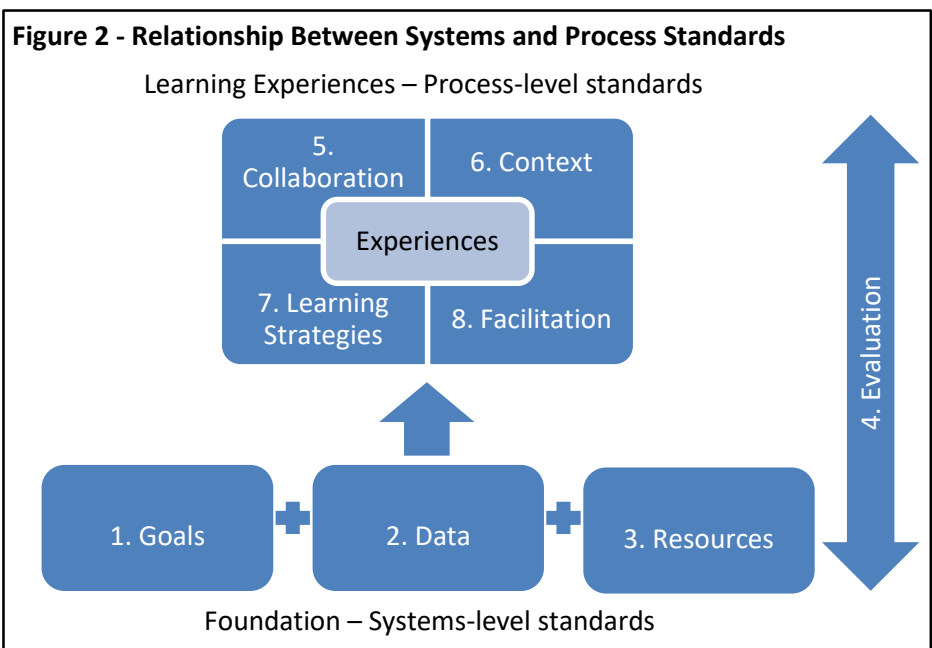 Figure 2 - Relationship Between Systems and Process Standards
Learning Experiences – Process-level standards
5.
Collaboration
6. Context
Experiences
7. Learning
Strategies
8. Facilitation
4. Evaluation
1. Goals
2. Data
3. Resources
Foundation – Systems-level standards